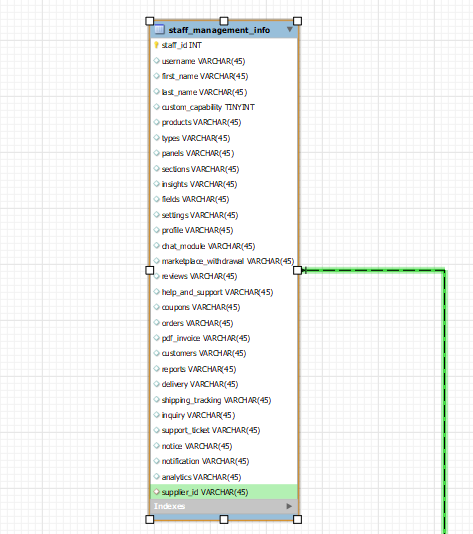 staff_management_info
staff_id INT
username VARCHAR(45)
first_name VARCHAR(45)
last_name VARCHAR(45)
custom_capability TINYINT
products VARCHAR(45)
types VARCHAR(45)
panels VARCHAR(45)
sections VARCHAR(45)
insights VARCHAR(45)
fields VARCHAR(45)
settings VARCHAR(45)
profile VARCHAR(45)
chat_module VARCHAR(45)
marketplace_withdrawal VARCHAR(45)
reviews VARCHAR(45)
help_and_support VARCHAR(45)
coupons VARCHAR(45)
orders VARCHAR(45)
pdf_invoice VARCHAR(45)
customers VARCHAR(45)
reports VARCHAR(45)
delivery VARCHAR(45)
shipping_tracking VARCHAR(45)
inquiry VARCHAR(45)
support_ticket VARCHAR(45)
notice VARCHAR(45)
notification VARCHAR(45)
analytics VARCHAR(45)
supplier_id VARCHAR(45)
Indexes